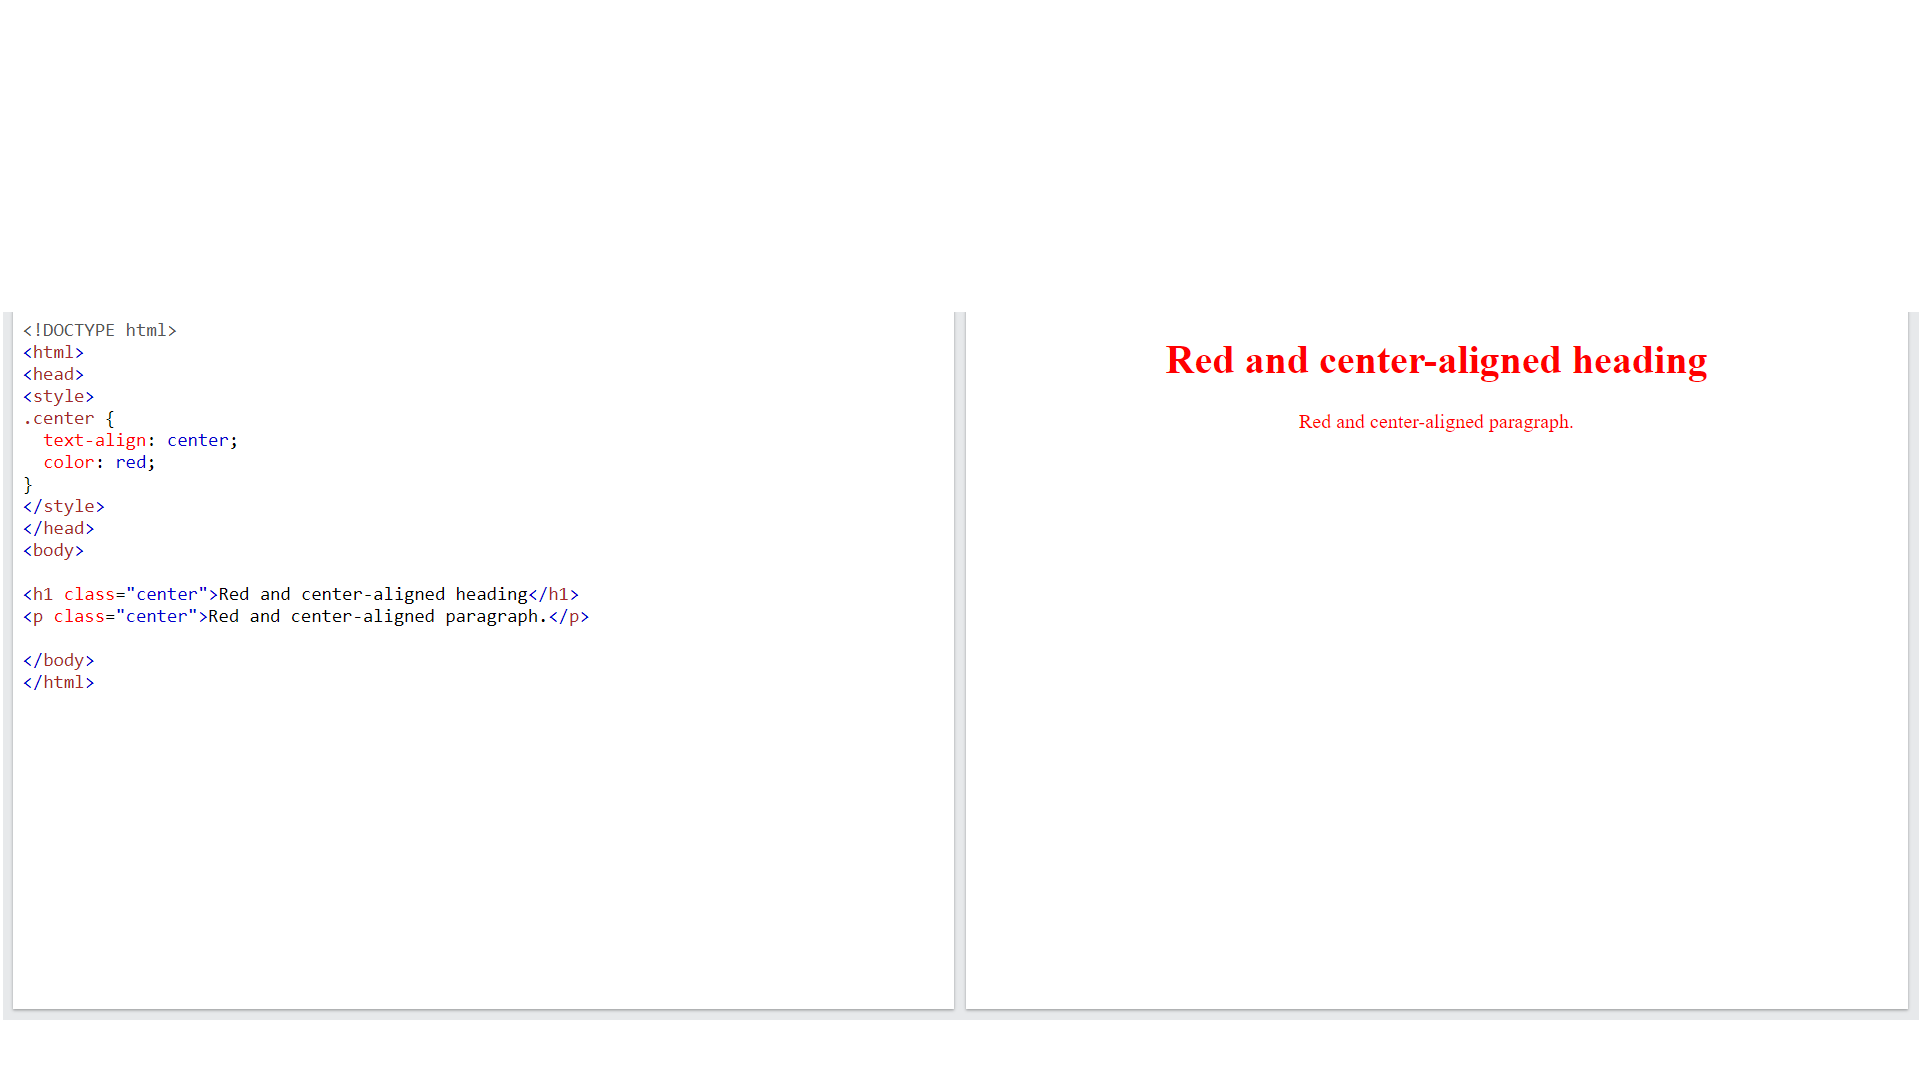 <!DOCTYPE html>
<html>
<head>
<style>
.center {
  text-align: center;
  color: red;
}
</style>
</head>
<body>

<h1 class="center">Red and center-aligned heading</h1>
<p class="center">Red and center-aligned paragraph.</p>

</body>
</html>
Red and center-aligned heading
Red and center-aligned paragraph.